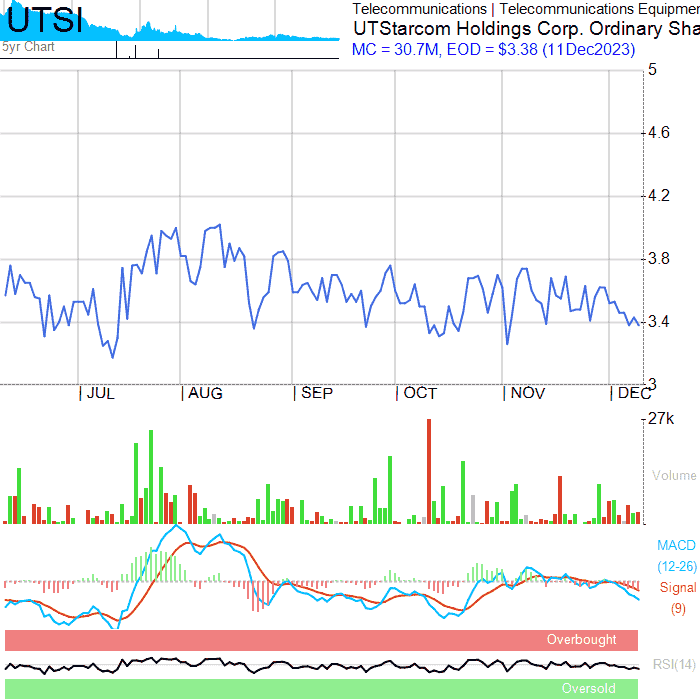 UTSI
5yr Chart
Telecommunications | Telecommunications Equipmen
UTStarcom Holdings Corp. Ordinary Sha
MC = 30.7M, EOD = $3.38 (11Dec2023)
5
4.6
4.2
3.8
3.4
3
JUL AUG SEP OCT NOV DEC
27k
Volume
MACD
(12-26)
Signal
(9)
Overbought
RSI(14)
Oversold